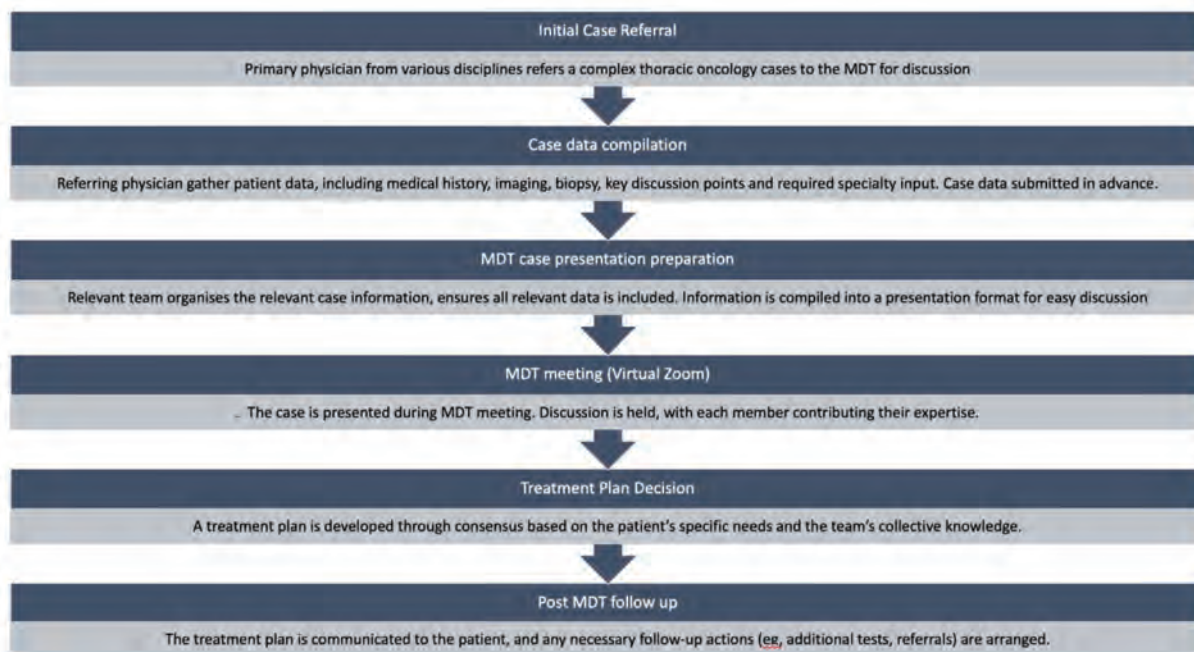 Initial Case Referral
Primary physician from various disciplines refers a complex thoracic oncology cases to the MDT for discussion
Case data compilation
Referring physician gather patient data, including medical history, imaging, biopsy, key discussion points and required specialty input. Case data submitted in advance.
MDT case presentation preparation
Relevant team organises the relevant case information, ensures all relevant data is included. Information is compiled into a presentation format for easy discussion
MDT meeting (Virtual Zoom)
The case is presented during MDT meeting. Discussion is held, with each member contributing their expertise.
Treatment Plan Decision
A treatment plan is developed through consensus based on the patient's specific needs and the team's collective knowledge.
Post MDT follow up
The treatment plan is communicated to the patient, and any necessary follow-up actions (eg, additional tests, referrals) are arranged.